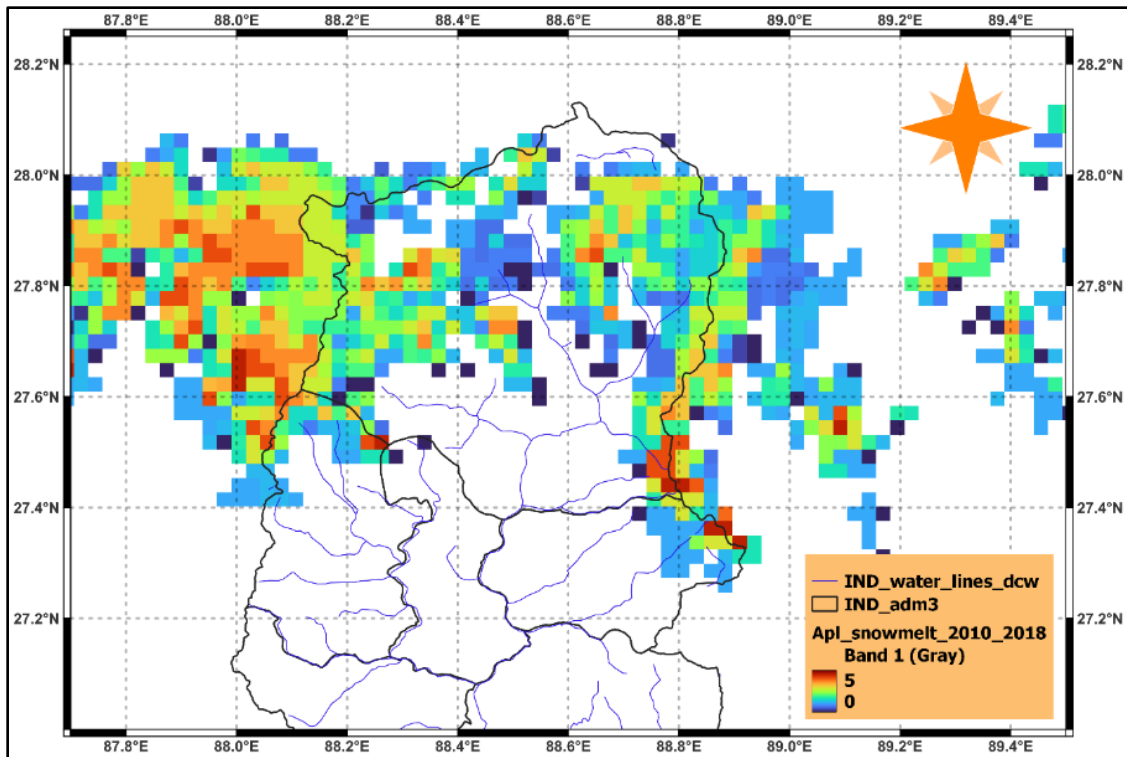 87.8°E 88.0°E 88.2°E 88.4°E 88.6°E 88.8°E 89.0°E 89.2°E 89.4°E
28.2°N 28.2°N
28.0°N 28.0°N
27.8°N 27.8°N
27.6°N 27.6°N
27.4°N 27.4°N
IND_water_lines_dcw
IND_adm3
27.2°N 27.2°N
Apl_snowmelt_2010_2018
Band 1 (Gray)
5
0
87.8°E 88.0°E 88.2°E 88.4°E 88.6°E 88.8°E 89.0°E 89.2°E 89.4°E